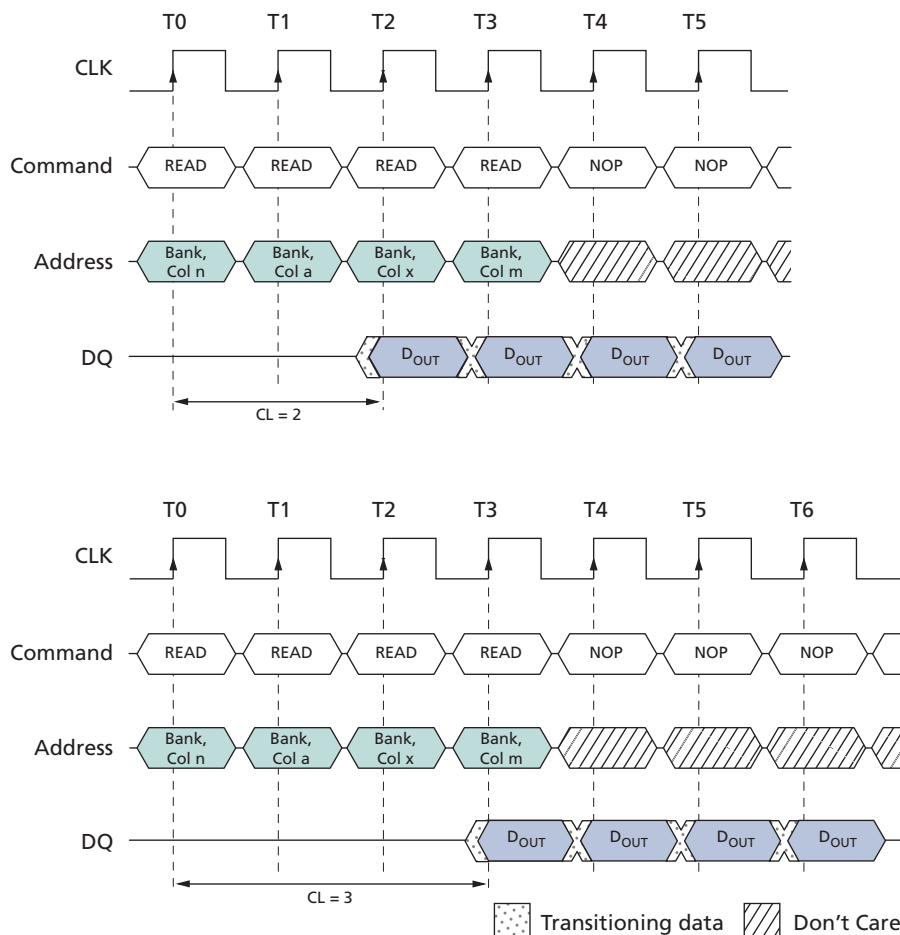 T0 T1 T2 T3 T4 T5
CLK
Command READ READ READ READ NOP NOP
Address Bank, Col n Bank, Col a Bank, Col x Bank, Col m
DQ DOUT DOUT DOUT DOUT
CL = 2
T0 T1 T2 T3 T4 T5 T6
CLK
Command READ READ READ READ NOP NOP NOP
Address Bank, Col n Bank, Col a Bank, Col x Bank, Col m
DQ DOUT DOUT DOUT DOUT
CL = 3
Transitioning data Don't Care